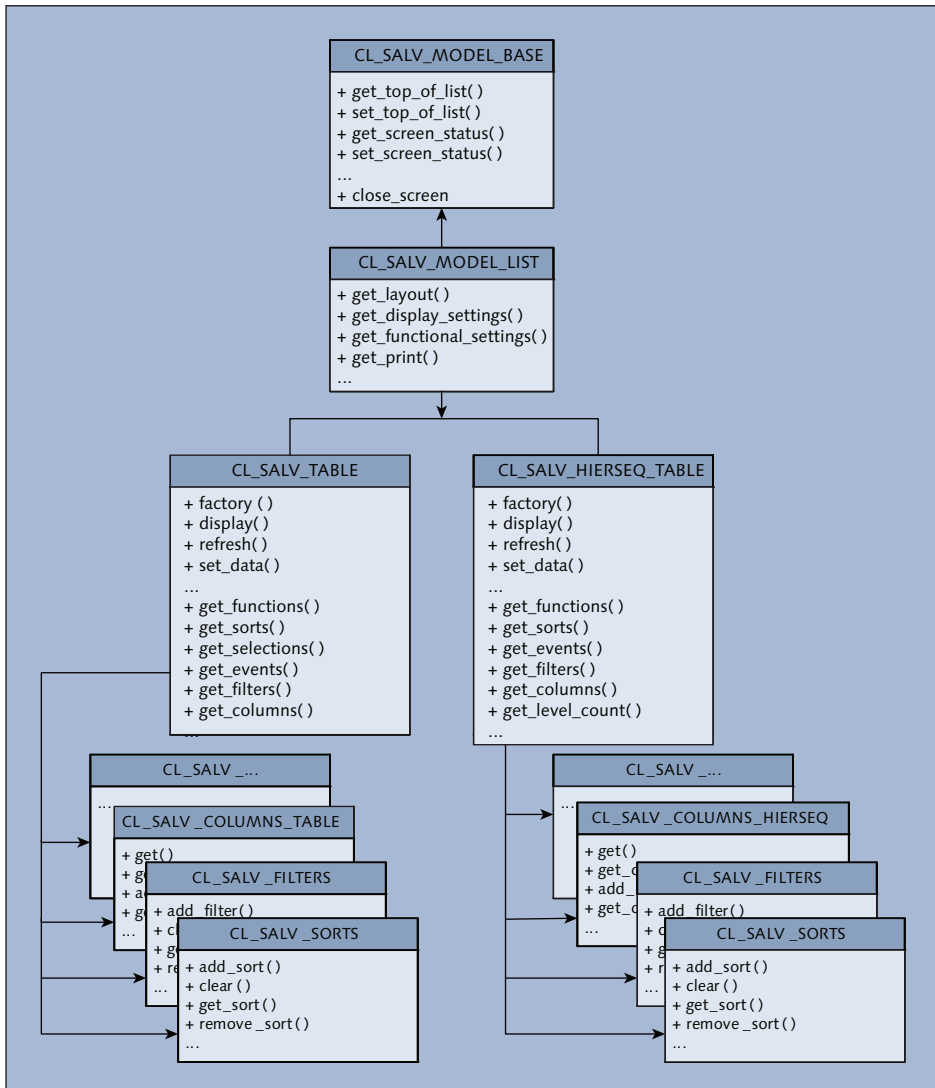 CL_SALV_MODEL_BASE
+ get_top_of_list( )
+ set_top_of_list( )
+ get_screen_status( )
+ set_screen_status( )
...
+ close_screen
CL_SALV_MODEL_LIST
+ get_layout( )
+ get_display_settings( )
+ get_functional_settings( )
+ get_print( )
...
CL_SALV_TABLE
+ factory ( )
+ display( )
+ refresh( )
+ set_data( )
...
+ get_functions( )
+ get_sorts( )
+ get_selections( )
+ get_events( )
+ get_filters( )
+ get_columns( )
...
CL_SALV_HIERSEQ_TABLE
+ factory( )
+ display( )
+ refresh( )
+ set_data( )
...
+ get_functions( )
+ get_sorts( )
+ get_events( )
+ get_filters( )
+ get_columns( )
+ get_level_count( )
...
CL_SALV _...
...
CL_SALV _COLUMNS_TABLE
+ get( )
...
CL_SALV _FILTERS
+ add_filter( )
...
CL_SALV _SORTS
+ add_sort( )
+ clear ( )
+ get_sort( )
+ remove _sort( )
...
CL_SALV _...
...
CL_SALV _COLUMNS_HIERSEQ
+ get( )
+ get_
+ add_
+ get_
...
CL_SALV _FILTERS
+ add_filter( )
...
CL_SALV _SORTS
+ add_sort( )
+ clear( )
+ get_sort( )
+ remove _sort( )
...